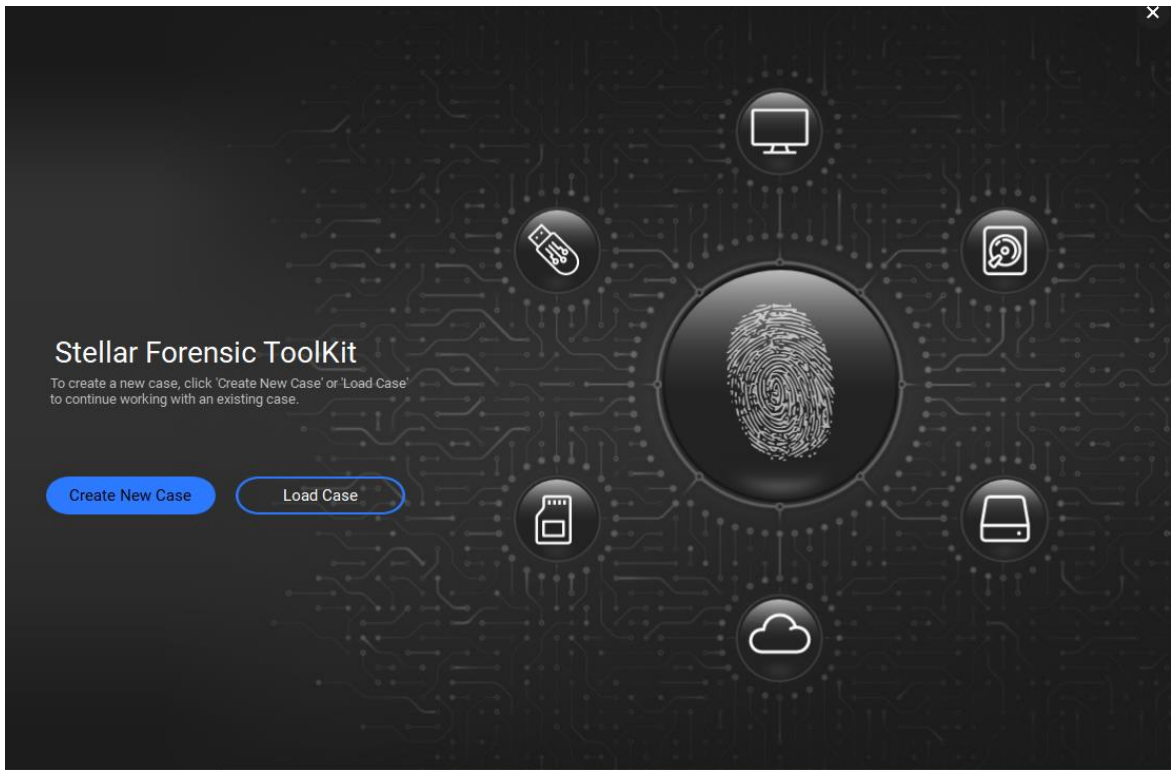 Stellar Forensic ToolKit
To create a new case, click 'Create New Case' or 'Load Case'
to continue working with an existing case.
Create New Case
Load Case